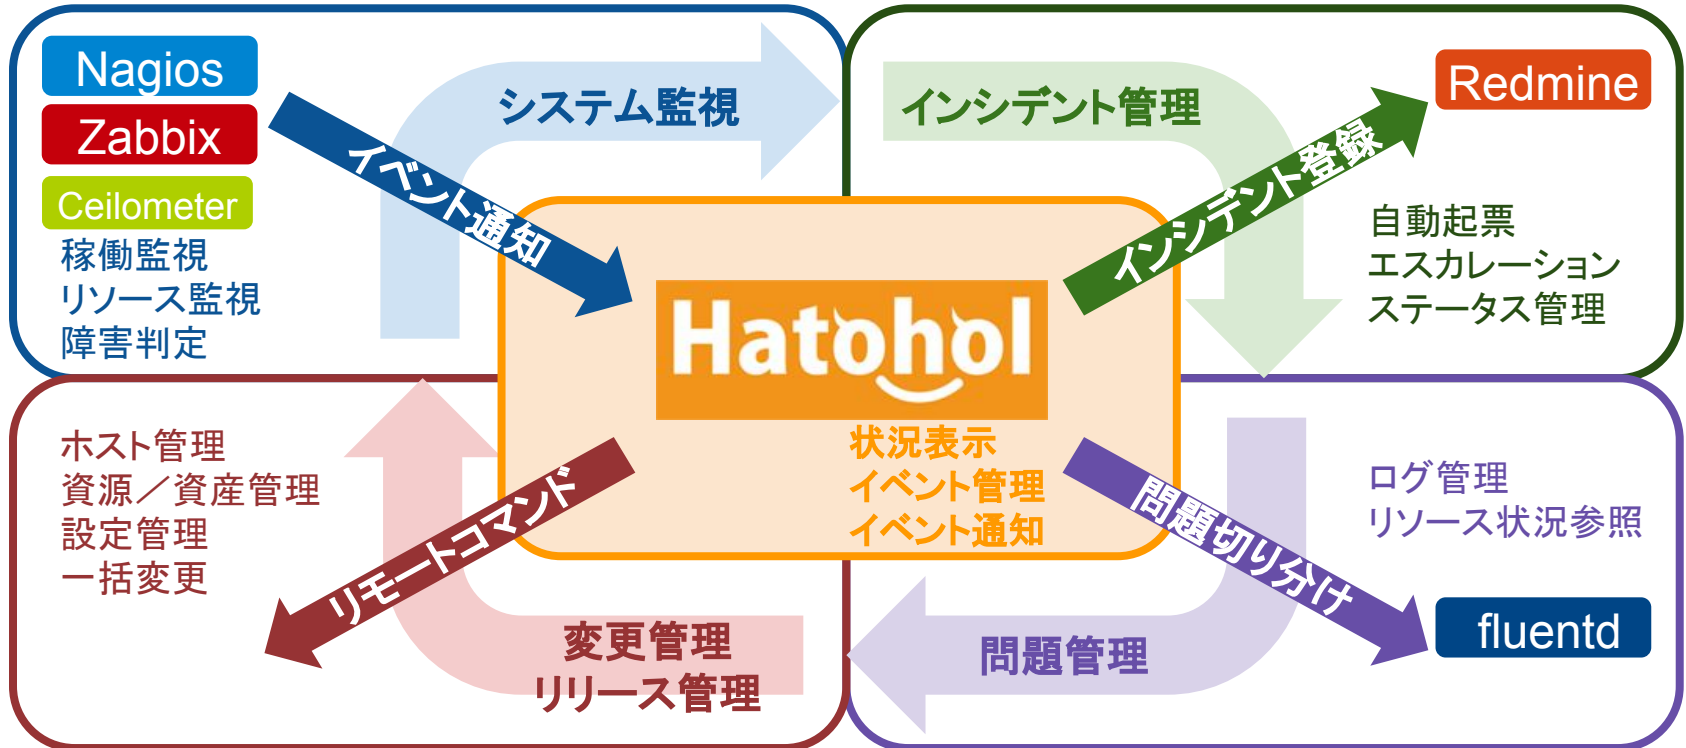 Nagios
Zabbix
Ceilometer
稼働監視
リソース監視
障害判定
イベント通知
システム監視
インシデント管理
インシデント登録
Redmine
自動起票
エスカレーション
ステータス管理
Hatohol
状況表示
イベント管理
イベント通知
ホスト管理
資源／資産管理
設定管理
一括変更
リモートコマンド
変更管理
リリース管理
問題管理
問題切り分け
ログ管理
リソース状況参照
fluentd